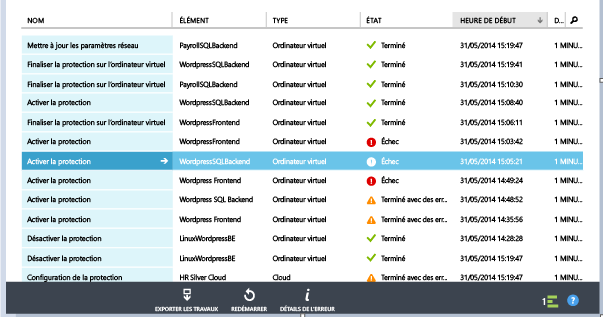 NOM ÉLÉMENT TYPE ÉTAT HEURE DE DÉBUT D...
Mettre à jour les paramètres réseau PayrollSQLBackend Ordinateur virtuel Terminé 31/05/2014 15:19:47 1 MINU...
Finaliser la protection sur l'ordinateur virtuel WordpressSQLBackend Ordinateur virtuel Terminé 31/05/2014 15:19:41 1 MINU...
Finaliser la protection sur l'ordinateur virtuel PayrollSQLBackend Ordinateur virtuel Terminé 31/05/2014 15:10:30 1 MINU...
Activer la protection WordpressSQLBackend Ordinateur virtuel Terminé 31/05/2014 15:08:40 1 MINU...
Finaliser la protection sur l'ordinateur virtuel WordpressFrontend Ordinateur virtuel Terminé 31/05/2014 15:06:11 1 MINU...
Activer la protection WordpressFrontend Ordinateur virtuel Échec 31/05/2014 15:03:42 1 MINU...
Activer la protection WordpressSQLBackend Ordinateur virtuel Échec 31/05/2014 15:05:21 1 MINU...
Activer la protection Wordpress Frontend Ordinateur virtuel Échec 31/05/2014 14:49:24 1 MINU...
Activer la protection Wordpress SQL Backend Ordinateur virtuel Terminé avec des err... 31/05/2014 14:48:52 1 MINU...
Activer la protection Wordpress Frontend Ordinateur virtuel Terminé avec des err... 31/05/2014 14:35:56 1 MINU...
Désactiver la protection LinuxWordpressBE Ordinateur virtuel Terminé 31/05/2014 14:28:28 1 MINU...
Désactiver la protection LinuxWordpressBE Ordinateur virtuel Terminé 31/05/2014 15:19:47 1 MINU...
Configuration de la protection HR Silver Cloud Cloud Terminé avec des err... 31/05/2014 15:19:47 1 MINU...
EXPORTER LES TRAVAUX REDÉMARRER DÉTAILS DE L'ERREUR 1 ?